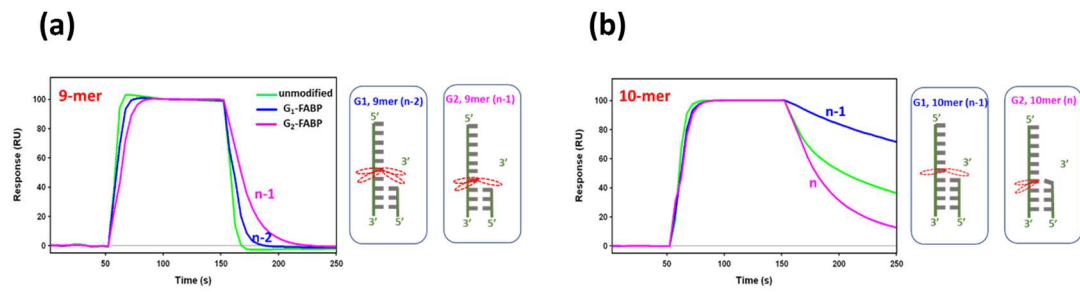 (a)
9-mer
unmodified
G₁-FABP
G₂-FABP
n-1
n-2
100
80
60
40
20
0
Response (RU)
50
100
150
200
250
Time (s)
G1, 9mer (n-2)
5’
3’
3’
5’
G2, 9mer (n-1)
5’
3’
3’
5’
(b)
10-mer
n-1
n
100
80
60
40
20
0
Response (RU)
50
100
150
200
250
Time (s)
G1, 10mer (n-1)
5’
3’
3’
5’
G2, 10mer (n)
5’
3’
3’
5’